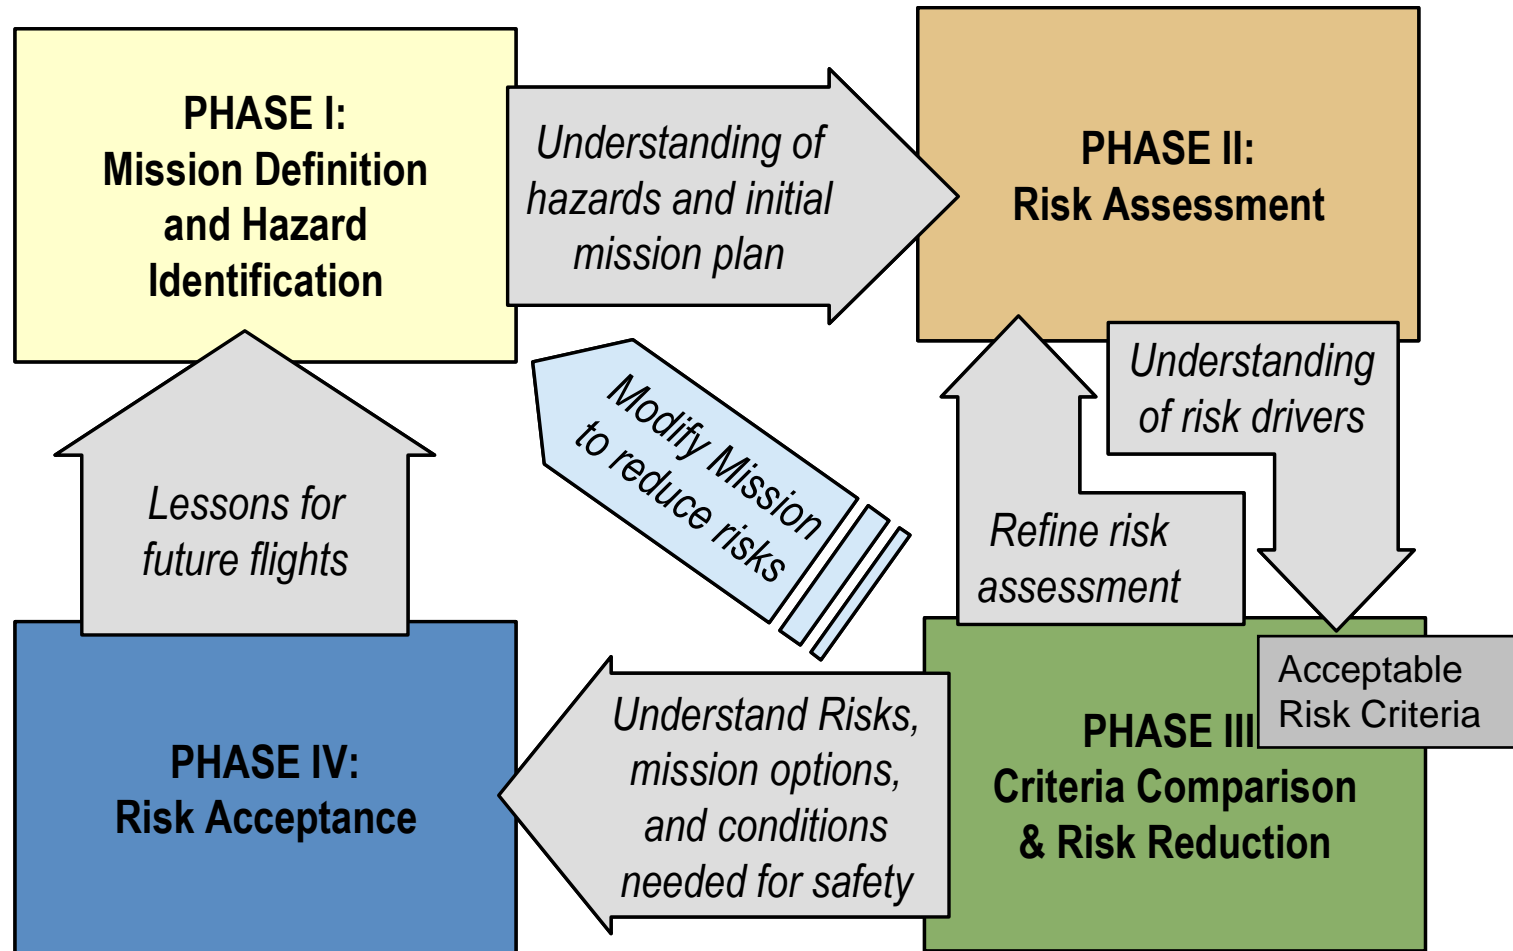 PHASE I:
Mission Definition
and Hazard
Identification
Understanding of
hazards and initial
mission plan
PHASE II:
Risk Assessment
Understanding
of risk drivers
Modify Mission
to reduce risks
Refine risk
assessment
Lessons for
future flights
Acceptable
Risk Criteria
PHASE III
Criteria Comparison
& Risk Reduction
Understand Risks,
mission options,
and conditions
needed for safety
PHASE IV:
Risk Acceptance